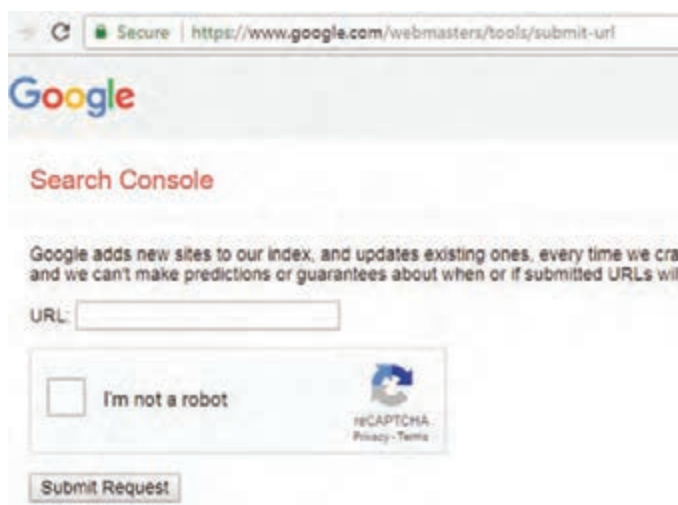 Secure | https://www.google.com/webmasters/tools/submit-url
Google
Search Console
Google adds new sites to our index, and updates existing ones, every time we cra
and we can't make predictions or guarantees about when or if submitted URLs wil
URL:
I'm not a robot
reCAPTCHA
Privacy - Terms
Submit Request